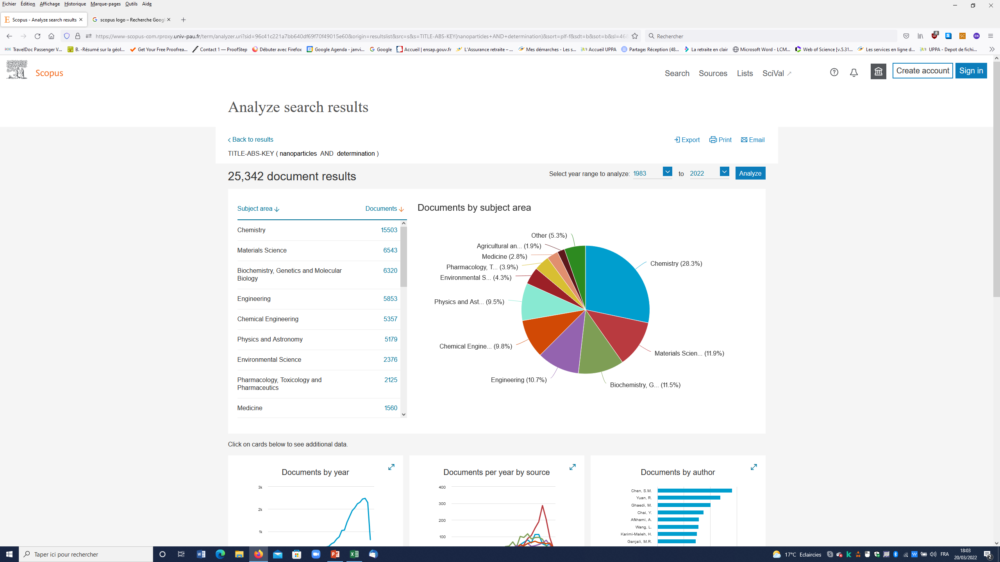 Fichier Édition Affichage Historique Marque-pages Outils Aide
Scopus - Analyze search results
scopus logo – Recherche Googl
https://www-scopus-com.rproxy.univ-pau.fr/term/analyzer.uri?sid=96c41c221a7bb640df69f70f49015e60&origin=resultslist&src=s&s=TITLE-ABS-KEY(nanoparticles+AND+determination)&sort=plf-f&sdt=b&sot=b&sl=46&
Rechercher
8
SC
EN
TravelDoc Passenger V...
B. -Résumé sur la géol...
Get Your Free Proofrea...
Contact 1 — ProofStep
Débuter avec Firefox
Google Agenda - janvi...
Google
Accueil | ensap.gouv.fr
L'Assurance retraite – ...
Mes démarches - Les s...
Accueil UPPA
Partage: Réception (48...
La retraite en clair
Microsoft Word - LCM...
Web of Science [v.5.31...
Les services en ligne d...
UPPA - Depot de fichi...
Scopus
Search Sources Lists SciVal
Create account
Sign in
Analyze search results
Back to results
Export Print Email
TITLE-ABS-KEY ( nanoparticles AND determination )
25,342 document results
Select year range to analyze: 1983 to 2022 Analyze
Subject area Documents
Chemistry 15503
Materials Science 6543
Biochemistry, Genetics and Molecular
Biology 6320
Engineering 5853
Chemical Engineering 5357
Physics and Astronomy 5179
Environmental Science 2376
Pharmacology, Toxicology and
Pharmaceutics 2125
Medicine 1560
Documents by subject area
Other (5.3%)
Agricultural an... (1.9%)
Medicine (2.8%)
Pharmacology, T... (3.9%)
Environmental S... (4.3%)
Physics and Ast... (9.5%)
Chemical Engine... (9.8%)
Engineering (10.7%)
Biochemistry, G... (11.5%)
Materials Scien... (11.9%)
Chemistry (28.3%)
Click on cards below to see additional data.
Documents by year
3k
2k
1k
Documents per year by source
400
300
200
100
Documents by author
Chen, S.M.
Yuan, R.
Ghaedi, M.
Chai, Y.
Afkhami, A.
Wang, L.
Karimi-Maleh, H.
Ganjali, M.R.
Taper ici pour rechercher
17°C Eclaircies
FRA
18:03
20/03/2022
2